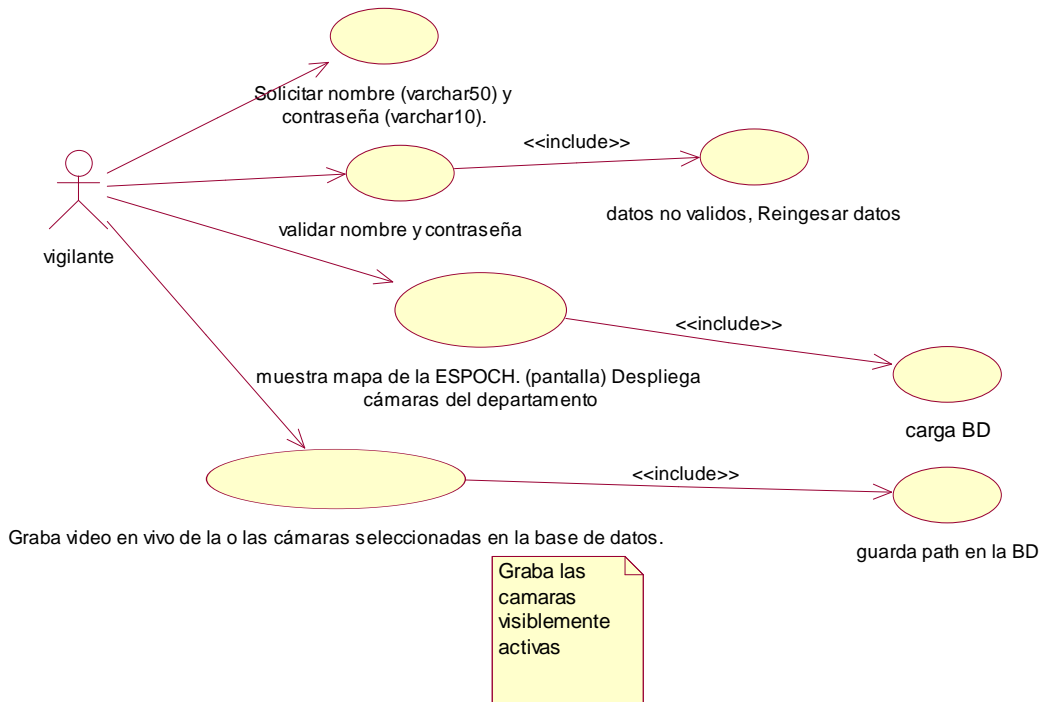 Solicitar nombre (varchar50) y
contraseña (varchar10).
<<include>>
datos no validos, Reingesar datos
validar nombre y contraseña
vigilante
<<include>>
muestra mapa de la ESPOCH. (pantalla) Despliega
cámaras del departamento
carga BD
<<include>>
Graba video en vivo de la o las cámaras seleccionadas en la base de datos.
guarda path en la BD
Graba las
camaras
visiblemente
activas